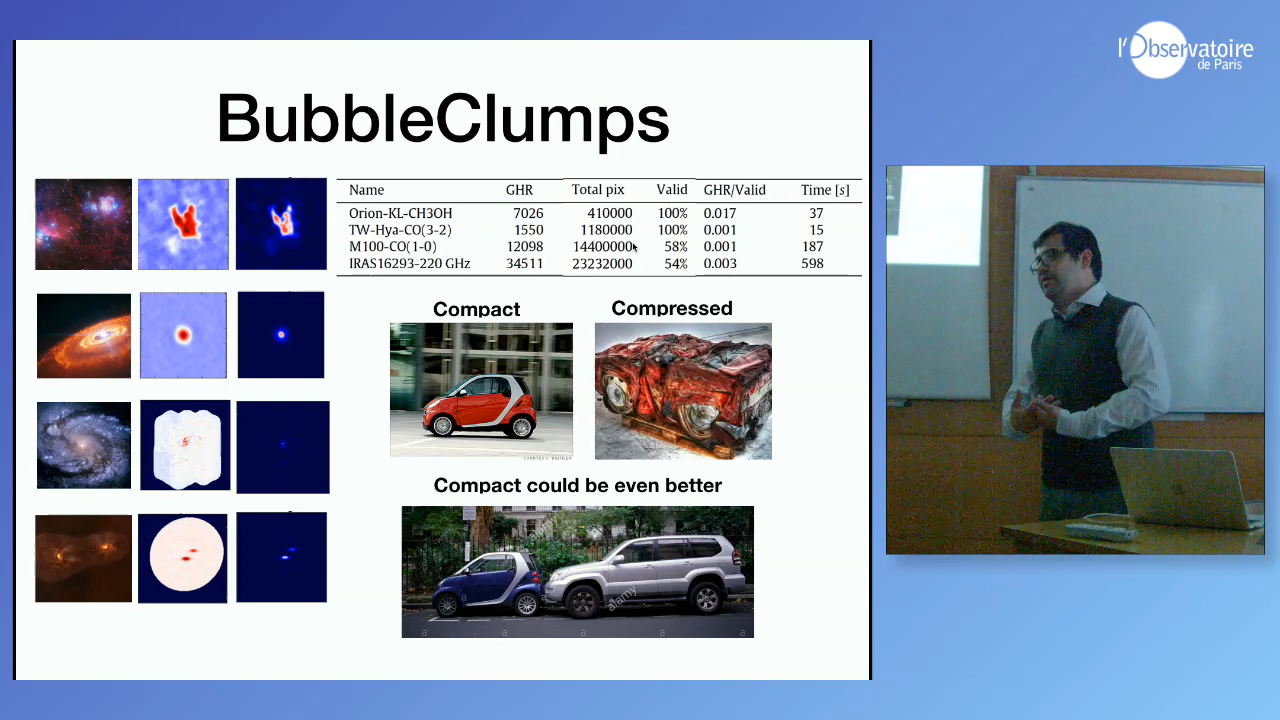 l'Observatoire
de Paris
BubbleClumps
Name GHR Total pix Valid GHR/Valid Time [s]
Orion-KL-CH3OH 7026 410000 100% 0.017 37
TW-Hya-CO(3-2) 1550 1180000 100% 0.001 15
M100-CO(1-0) 12098 14400000 58% 0.001 187
IRAS16293-220 GHz 34511 23232000 54% 0.003 598
Compact Compressed
Compact could be even better
alamy
a a a a a